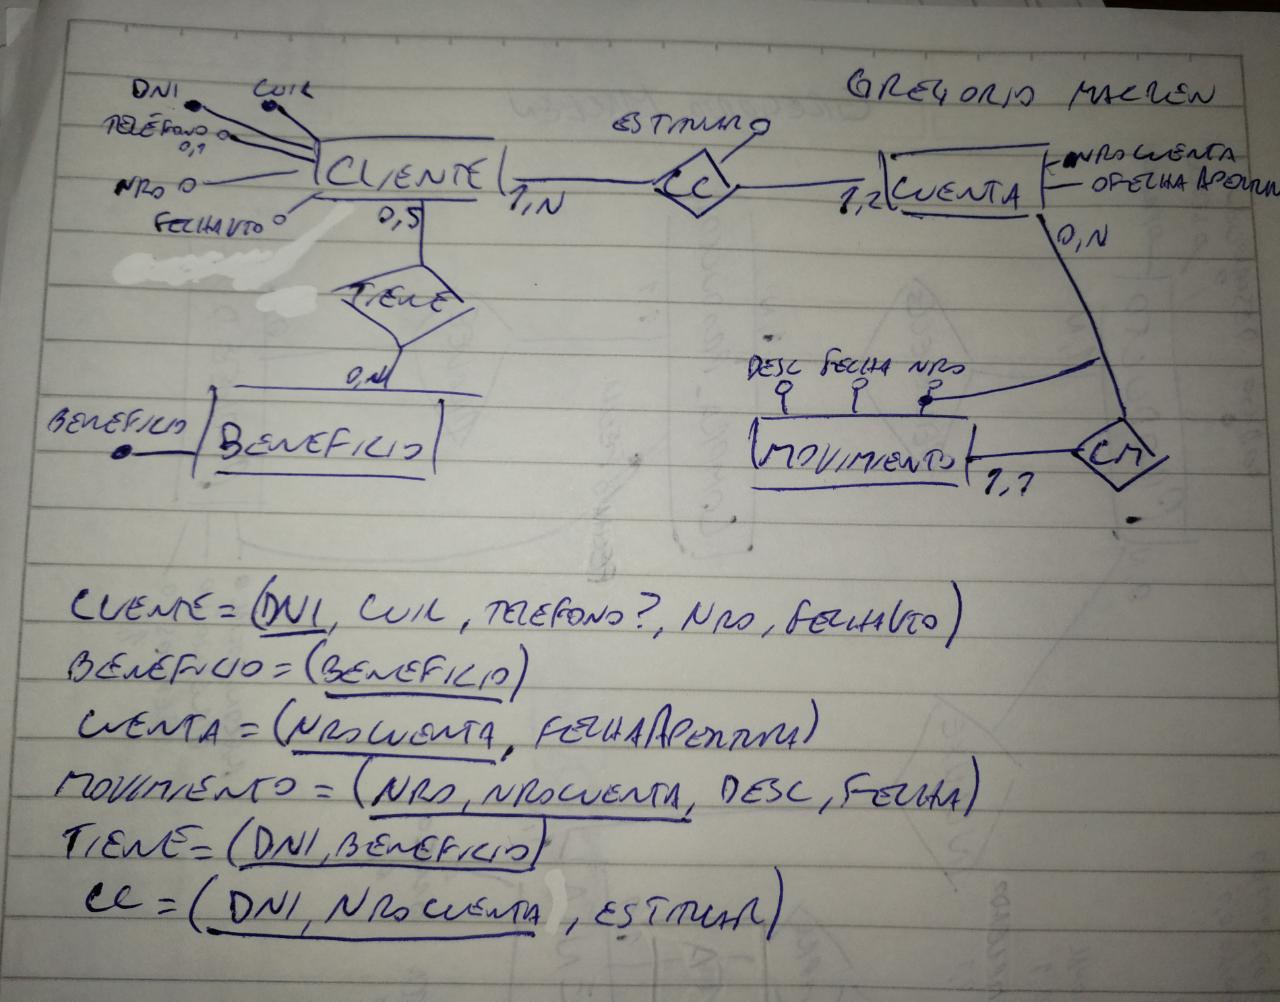 GREGORIO
DNI CUIL
TELÉFONO
0,1
ESTITULAR
CLIENTE
1,N
CC
1,2
CUENTA
NROCUENTA
FECHAAPERTURA
NRO
FECHAVTO
0,5
0,N
TIENE
0,N
DESC FECHA NRO
BENEFICIO
BENEFICIO
MOVIMIENTO
1,1
CM
CLIENTE = (DNI, CUIL, TELEFONO?, NRO, FECHAVTO)
BENEFICIO = (BENEFICIO)
CUENTA = (NROCUENTA, FECHAAPERTURA)
MOVIMIENTO = (NRO, NROCUENTA, DESC, FECHA)
TIENE = (DNI, BENEFICIO)
CC = (DNI, NROCUENTA, ESTITULAR)